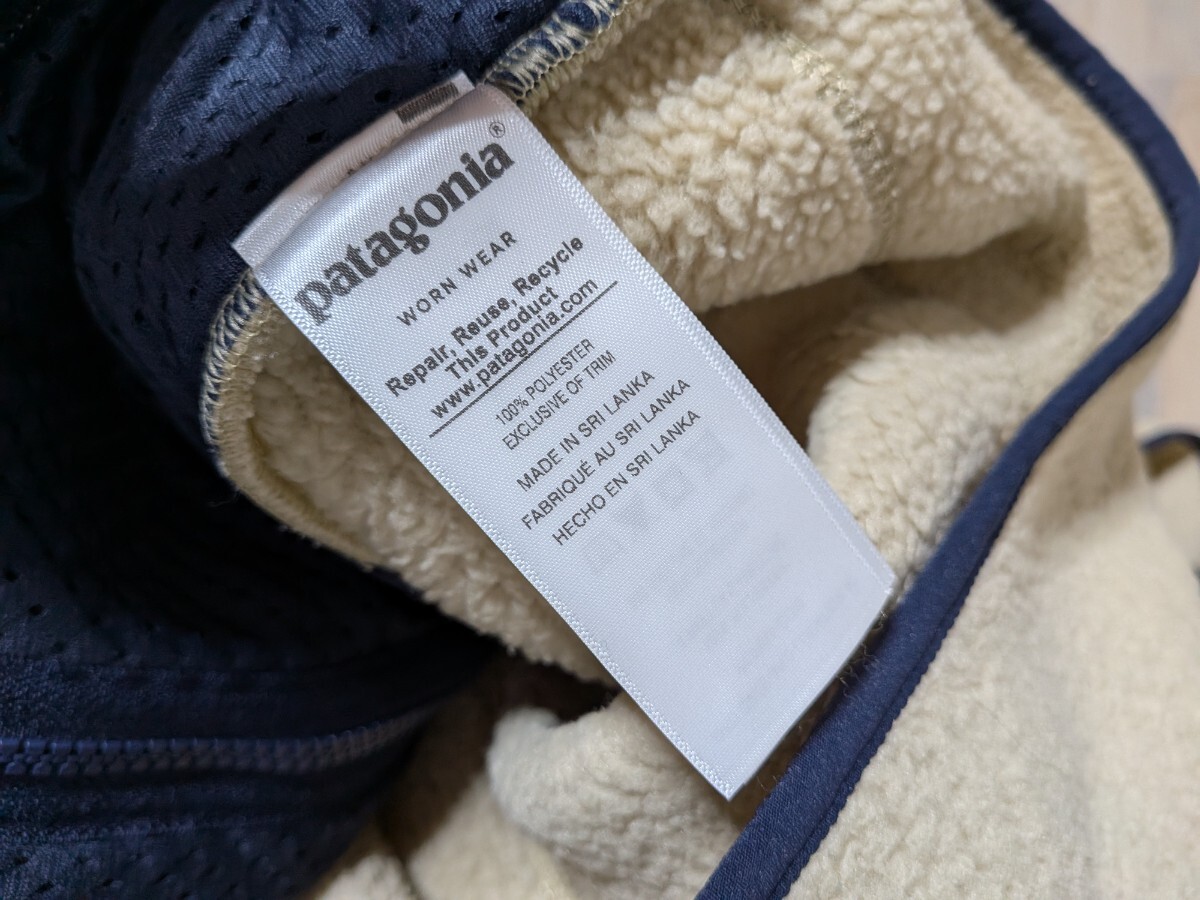 patagonia®
WORN WEAR
Repair, Reuse, Recycle
This Product
www.patagonia.com
100% POLYESTER
EXCLUSIVE OF TRIM
MADE IN SRI LANKA
FABRIQUÉ AU SRI LANKA
HECHO EN SRI LANKA